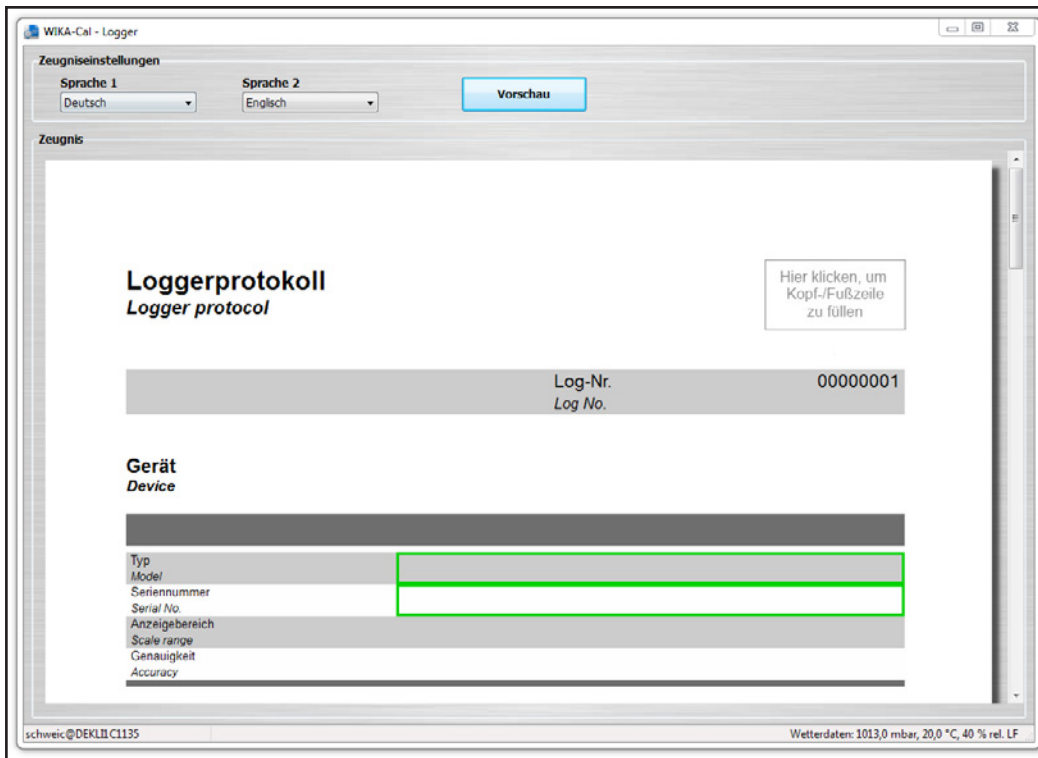 WIKA-Cal - Logger
Zeugniseinstellungen
Sprache 1
Sprache 2
Deutsch
Englisch
Vorschau
Zeugnis
Loggerprotokoll
Logger protocol
Hier klicken, um
Kopf-/Fußzeile
zu füllen
Log-Nr.
00000001
Log No.
Gerät
Device
Typ
Model
Seriennummer
Serial No.
Anzeigebereich
Scale range
Genauigkeit
Accuracy
schweic@DEKLI1C1135
Wetterdaten: 1013,0 mbar, 20,0 °C, 40 % rel. LF